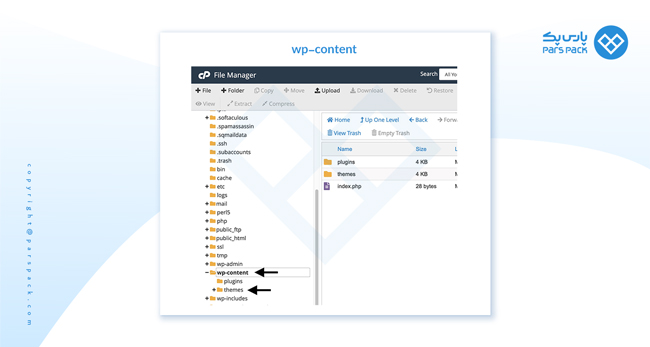 پارس‌پک
PARS PACK
wp-content
cP File Manager
Search All Yo
+ File + Folder Copy Move Upload Download Delete Restore
View Extract Compress
.softaculous
.spamassassin
.sqmaildata
.ssh
.subaccounts
.trash
bin
cache
etc
logs
mail
perl5
php
public_ftp
public_html
ssl
tmp
wp-admin
wp-content
plugins
themes
wp-includes
Home Up One Level Back Forwa
View Trash Empty Trash
Name Size L
plugins 4 KB M
themes 4 KB M
index.php 28 bytes M
copyright@parspack.com